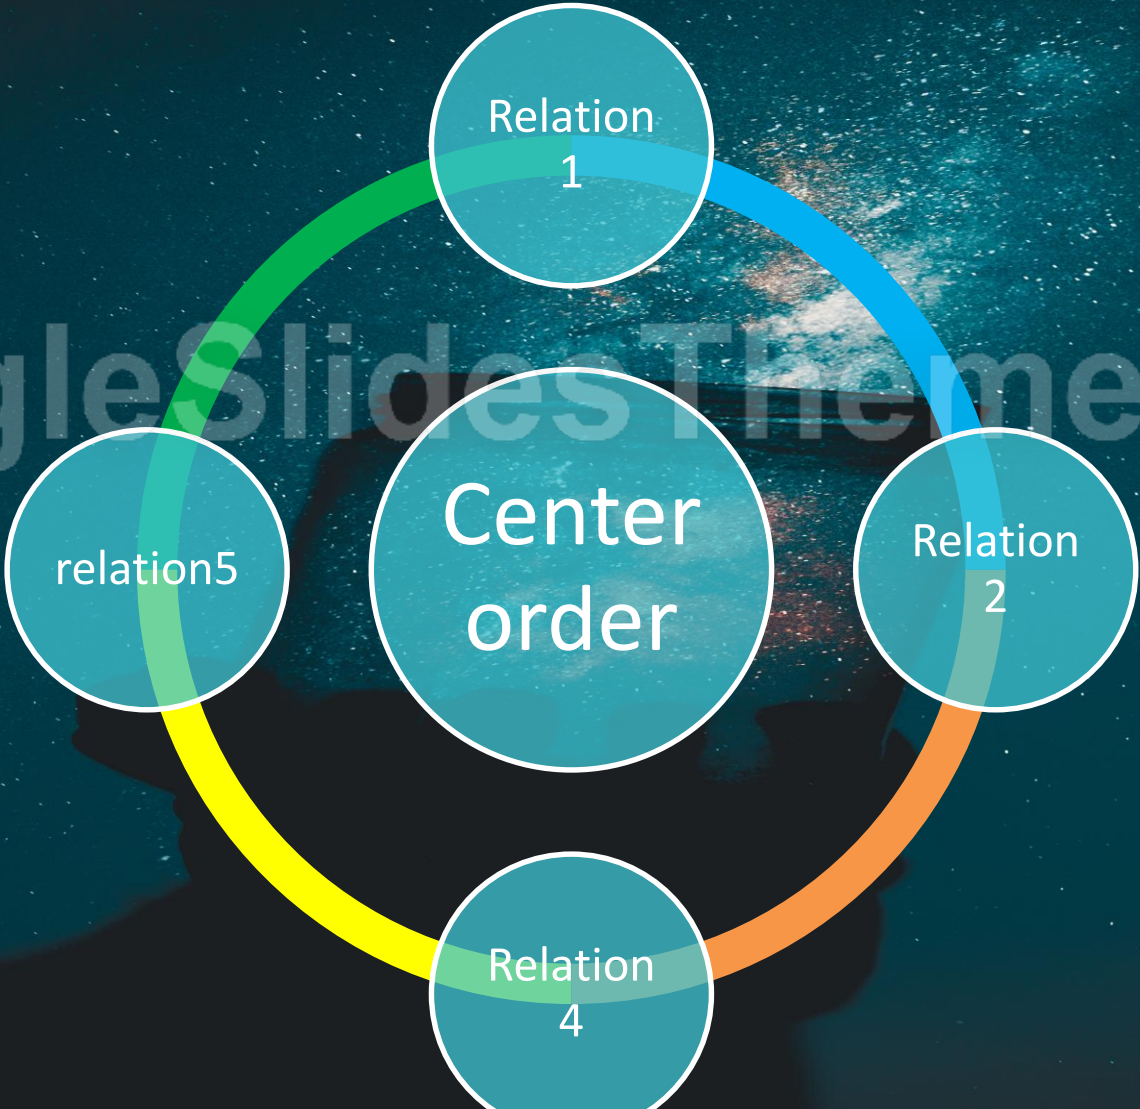 Relation
1
gleSlidesTheme
Center
order
relation5
Relation
2
Relation
4